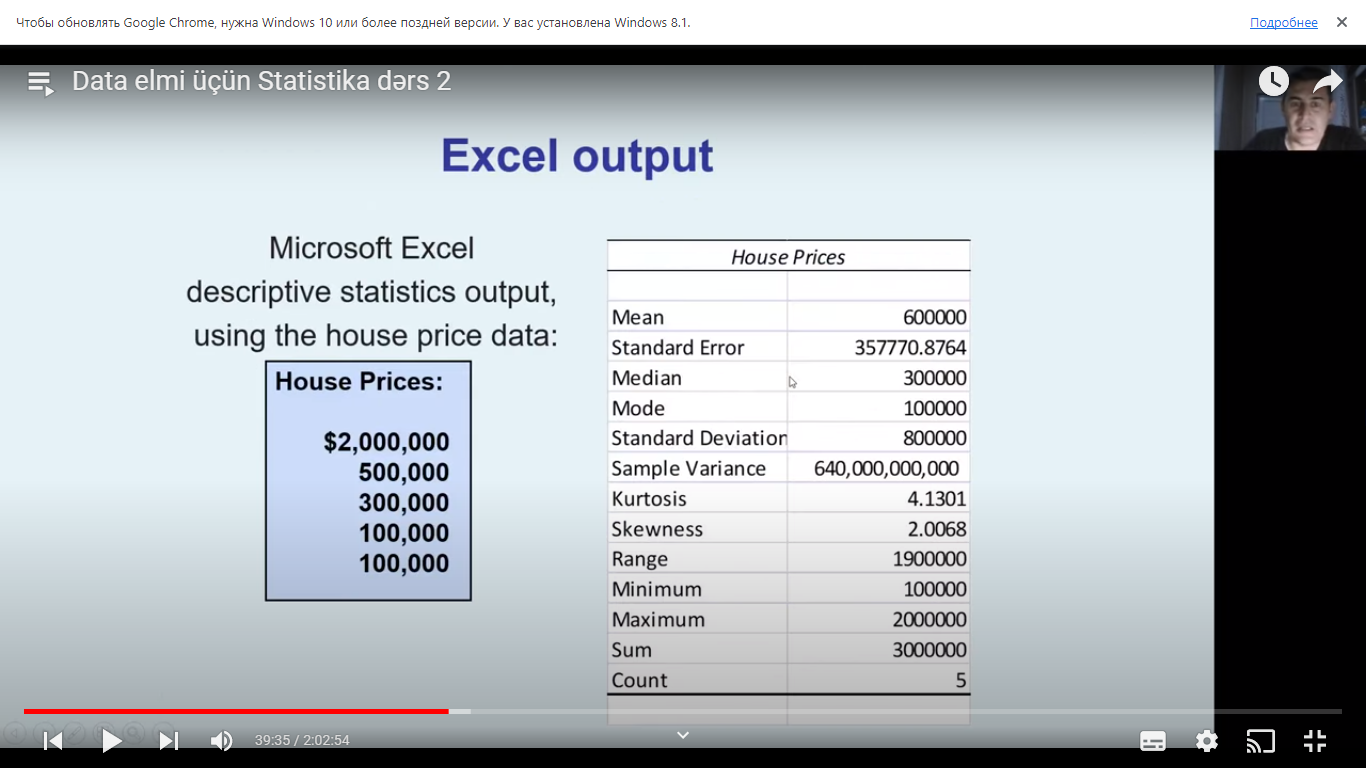 Чтобы обновлять Google Chrome, нужна Windows 10 или более поздней версии. У вас установлена Windows 8.1.
Подробнее
Data elmi üçün Statistika dərs 2
Excel output
Microsoft Excel
descriptive statistics output,
using the house price data:
House Prices:
$2,000,000
500,000
300,000
100,000
100,000
House Prices
Mean 600000
Standard Error 357770.8764
Median 300000
Mode 100000
Standard Deviation 800000
Sample Variance 640,000,000,000
Kurtosis 4.1301
Skewness 2.0068
Range 1900000
Minimum 100000
Maximum 2000000
Sum 3000000
Count 5
39:35 / 2:02:54